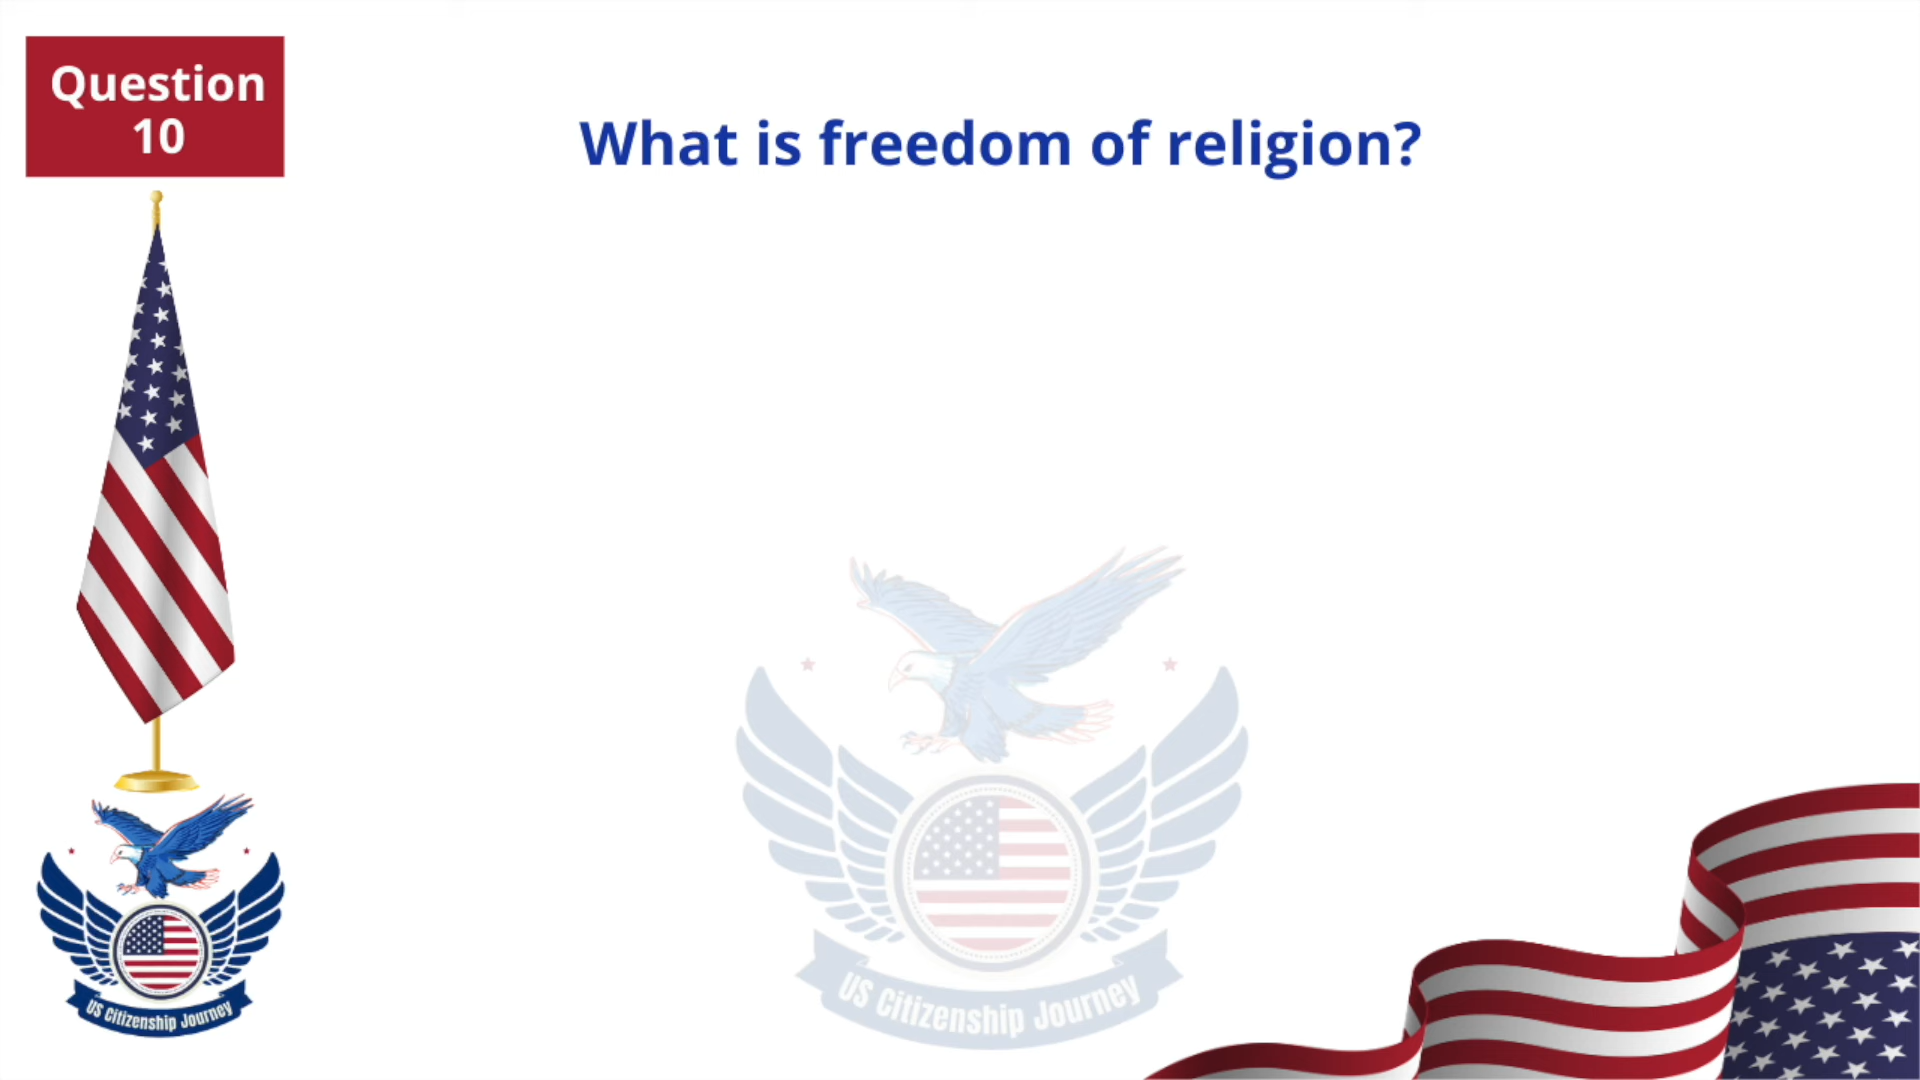 Question
10
What is freedom of religion?
US Citizenship Journey
US Citizenship Journey